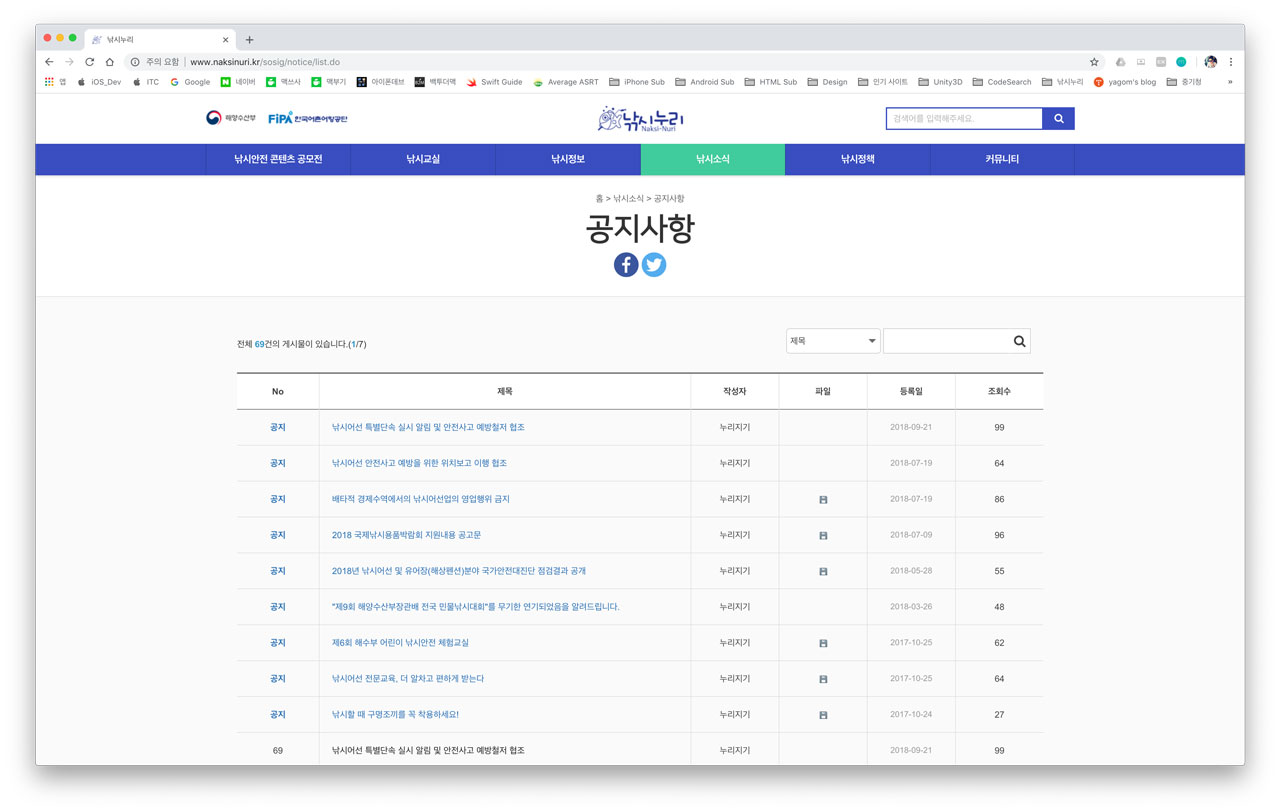 낚시누리
주의 요함 | www.naksinuri.kr/sosig/notice/list.do
앱 iOS_Dev ITC Google 네이버 맥쓰사 맥부기 아이폰데브 백투더맥 Swift Guide Average ASRT iPhone Sub Android Sub HTML Sub Design 인기 사이트 Unity3D CodeSearch 낚시누리 yagom's blog 중기청 »
해양수산부 FiPA 한국어촌어항공단 낚시누리 Naksi-Nuri 검색어를 입력해주세요.
낚시안전 콘텐츠 공모전 낚시교실 낚시정보 낚시소식 낚시정책 커뮤니티
홈 > 낚시소식 > 공지사항
공지사항
전체 69건의 게시물이 있습니다.(1/7) 제목
No 제목 작성자 파일 등록일 조회수
공지 낚시어선 특별단속 실시 알림 및 안전사고 예방철저 협조 누리지기 2018-09-21 99
공지 낚시어선 안전사고 예방을 위한 위치보고 이행 협조 누리지기 2018-07-19 64
공지 배타적 경제수역에서의 낚시어선업의 영업행위 금지 누리지기 2018-07-19 86
공지 2018 국제낚시용품박람회 지원내용 공고문 누리지기 2018-07-09 96
공지 2018년 낚시어선 및 유어장(해상펜션)분야 국가안전대진단 점검결과 공개 누리지기 2018-05-28 55
공지 "제9회 해양수산부장관배 전국 민물낚시대회"를 무기한 연기되었음을 알려드립니다. 누리지기 2018-03-26 48
공지 제6회 해수부 어린이 낚시안전 체험교실 누리지기 2017-10-25 62
공지 낚시어선 전문교육, 더 알차고 편하게 받는다 누리지기 2017-10-25 64
공지 낚시할 때 구명조끼를 꼭 착용하세요! 누리지기 2017-10-24 27
69 낚시어선 특별단속 실시 알림 및 안전사고 예방철저 협조 누리지기 2018-09-21 99